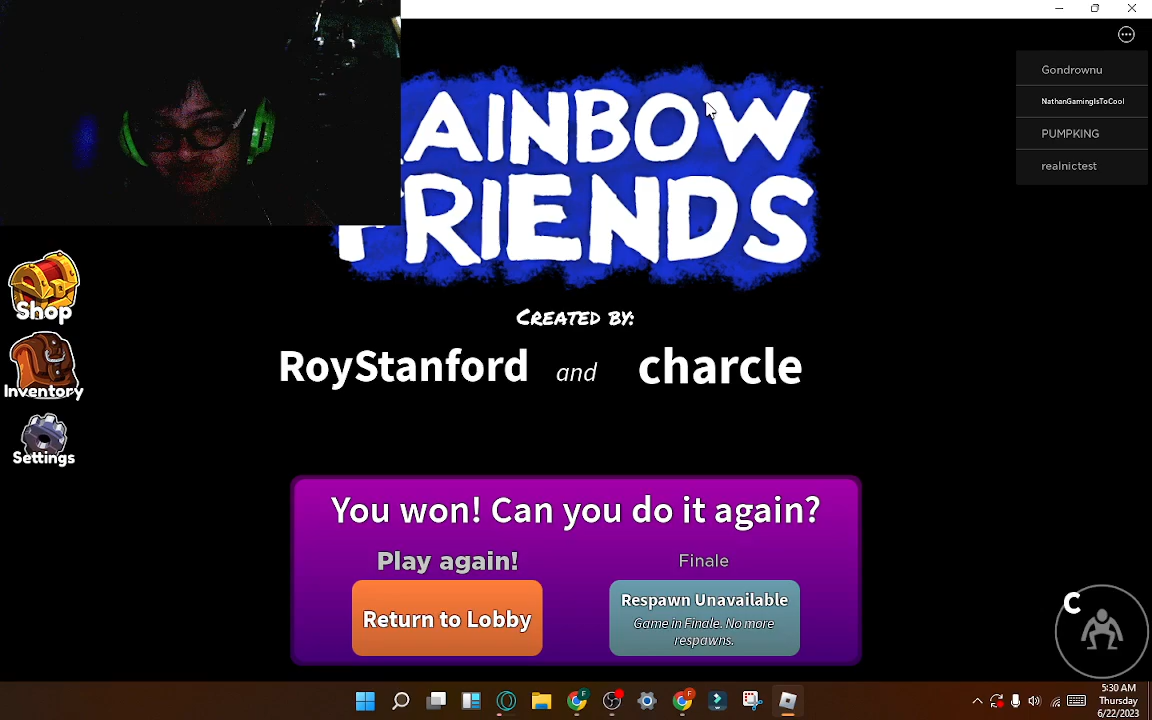 AINBOW
FRIENDS
CREATED BY:
RoyStanford and charcle
Gondrownu
NathanGamingIsToCool
PUMPKING
realnictest
Shop
Inventory
Settings
You won! Can you do it again?
Play again!
Return to Lobby
Finale
Respawn Unavailable
Game in Finale. No more
respawns.
C
5:30 AM
Thursday
6/22/2023